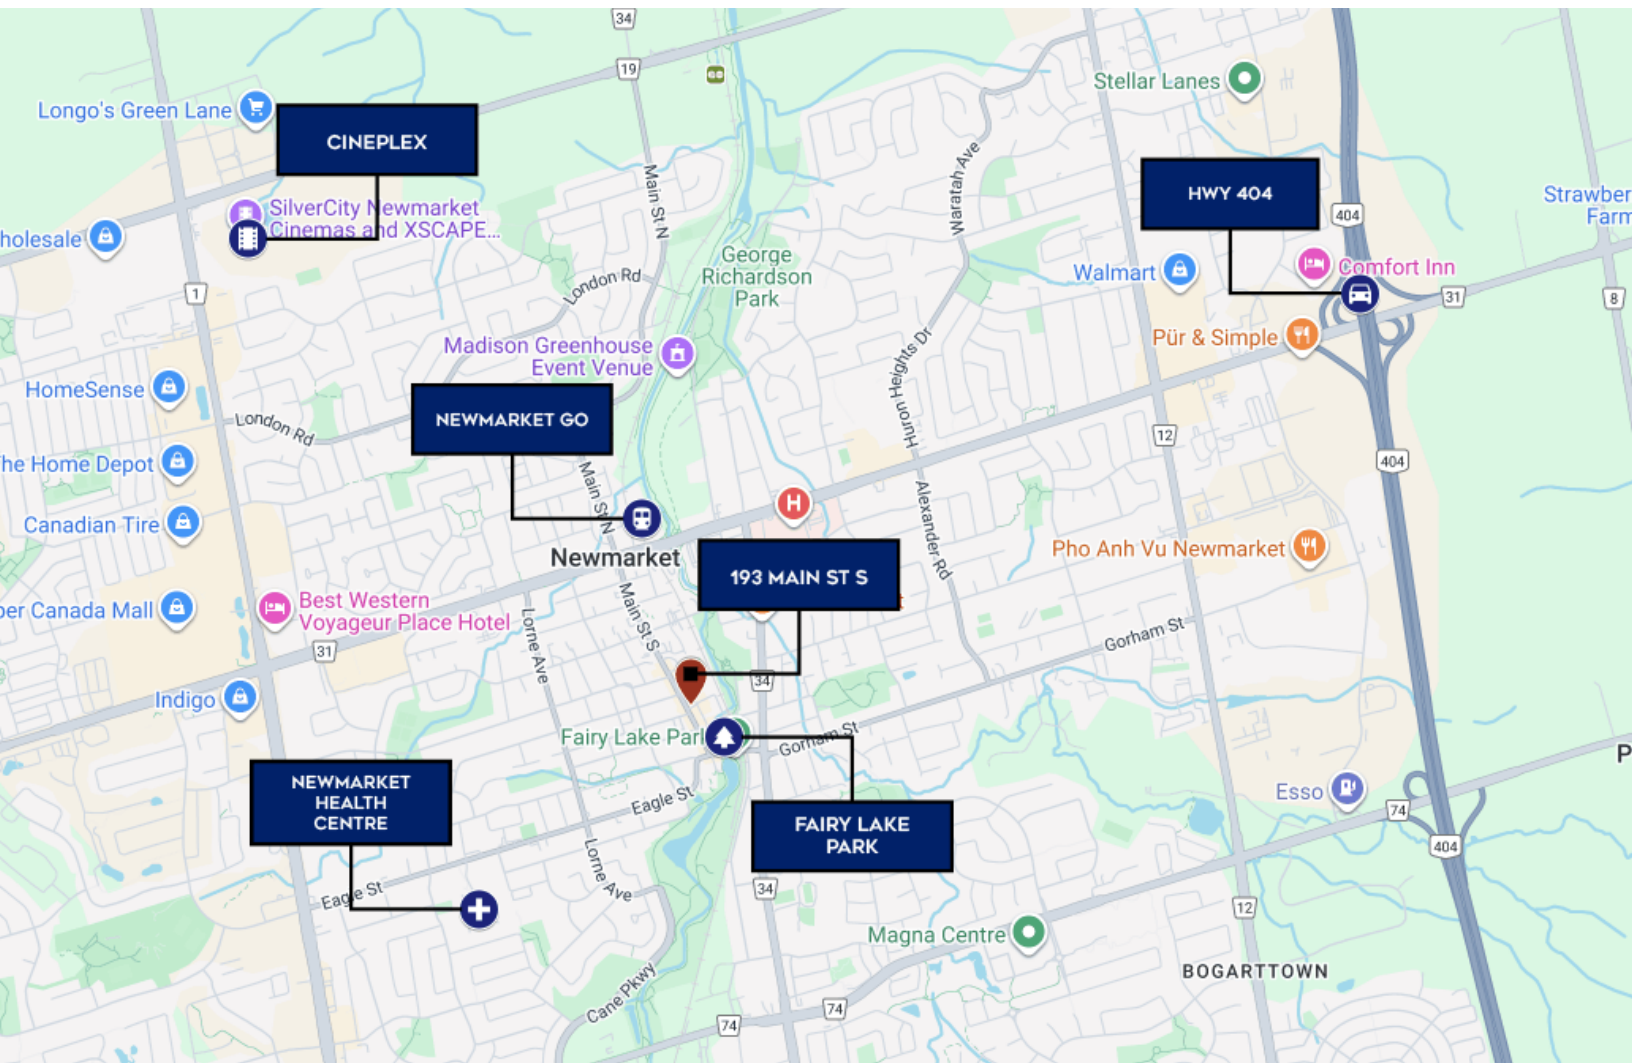 34
19
Stellar Lanes
Longo's Green Lane
CINEPLEX
HWY 404
404
Strawber
Farm
SilverCity Newmarket
Cinemas and XSCAPE...
holesale
Main St N
Waratah Ave
George
Richardson
Park
Walmart
Comfort Inn
London Rd
1
31
8
Pür & Simple
Madison Greenhouse
Event Venue
Huron Heights Dr
HomeSense
NEWMARKET GO
London Rd
12
404
The Home Depot
Main St N
H
Alexander Rd
Canadian Tire
Newmarket
Pho Anh Vu Newmarket
193 MAIN ST S
per Canada Mall
Best Western
Voyageur Place Hotel
Main St S
Lorne Ave
31
Gorham St
34
Indigo
Fairy Lake Park
Gorham St
P
NEWMARKET
HEALTH
CENTRE
Eagle St
Esso
74
FAIRY LAKE
PARK
404
Lorne Ave
Eagle St
34
12
Magna Centre
BOGARTTOWN
Cane Pkwy
74
74